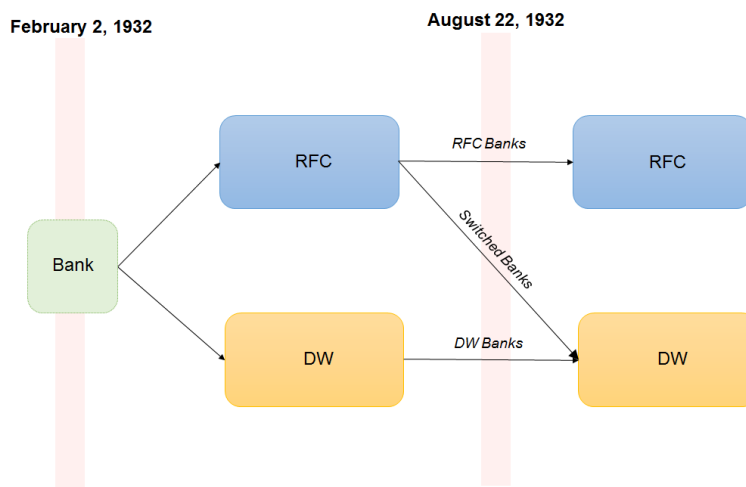 February 2, 1932
August 22, 1932
RFC
RFC Banks
RFC
Switched Banks
Bank
DW
DW Banks
DW